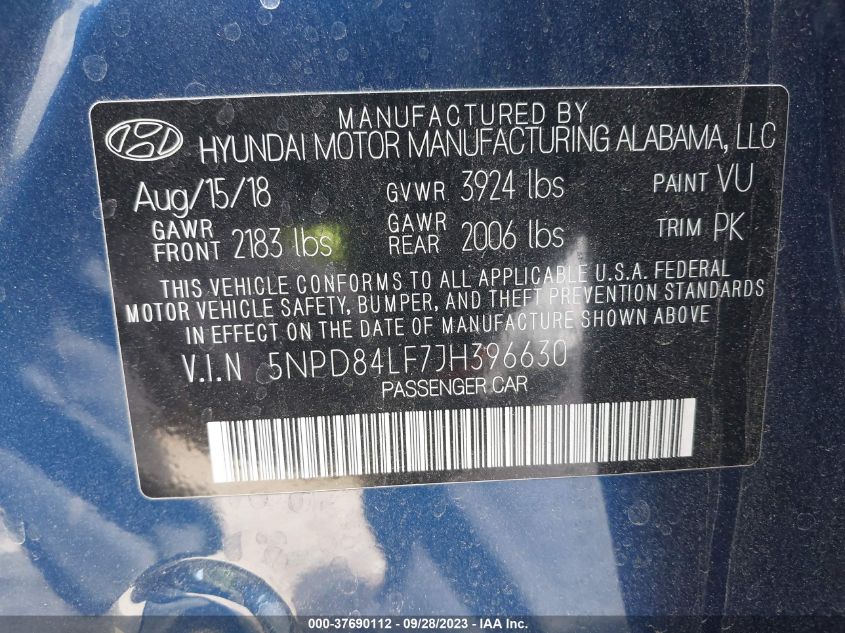 MANUFACTURED BY
HYUNDAI MOTOR MANUFACTURING ALABAMA, LLC
Aug/15/18 GVWR 3924 lbs PAINT VU
GAWR FRONT 2183 lbs GAWR REAR 2006 lbs TRIM PK
THIS VEHICLE CONFORMS TO ALL APPLICABLE U.S.A. FEDERAL
MOTOR VEHICLE SAFETY, BUMPER, AND THEFT PREVENTION STANDARDS
IN EFFECT ON THE DATE OF MANUFACTURE SHOWN ABOVE
V.I.N 5NPD84LF7JH396630
PASSENGER CAR
000-37690112 - 09/28/2023 - IAA Inc.